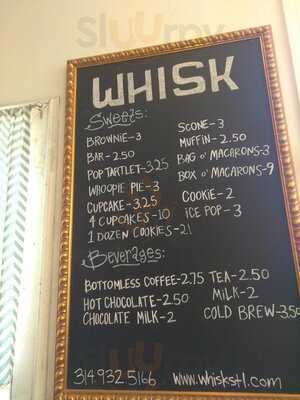 Sluurpy
WHISK
Sweets:
BROWNIE-3
BAR-2.50
POP TARTLET-3.25
WHOOPIE PIE-3
CUPCAKE-3.25
4 CUPCAKES-10
1 DOZEN COOKIES-21
SCONE-3
MUFFIN-2.50
BAG O' MACARONS-3
BOX O' MACARONS-9
COOKIE-2
ICE POP-3
Beverages:
BOTTOMLESS COFFEE-2.75
HOT CHOCOLATE-2.50
CHOCOLATE MILK-2
TEA-2.50
MILK-2
COLD BREW-3.50
314.932.5166 www.whiskstl.com